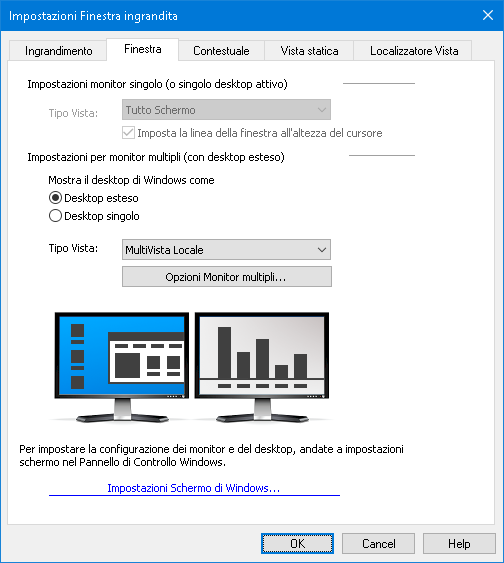 Impostazioni Finestra ingrandita
Ingrandimento
Finestra
Contestuale
Vista statica
Localizzatore Vista
Impostazioni monitor singolo (o singolo desktop attivo)
Tipo Vista:
Tutto Schermo
Imposta la linea della finestra all'altezza del cursore
Impostazioni per monitor multipli (con desktop esteso)
Mostra il desktop di Windows come
Desktop esteso
Desktop singolo
Tipo Vista:
MultiVista Locale
Opzioni Monitor multipli...
Per impostare la configurazione dei monitor e del desktop, andate a impostazioni
schermo nel Pannello di Controllo Windows.
Impostazioni Schermo di Windows...
OK
Cancel
Help